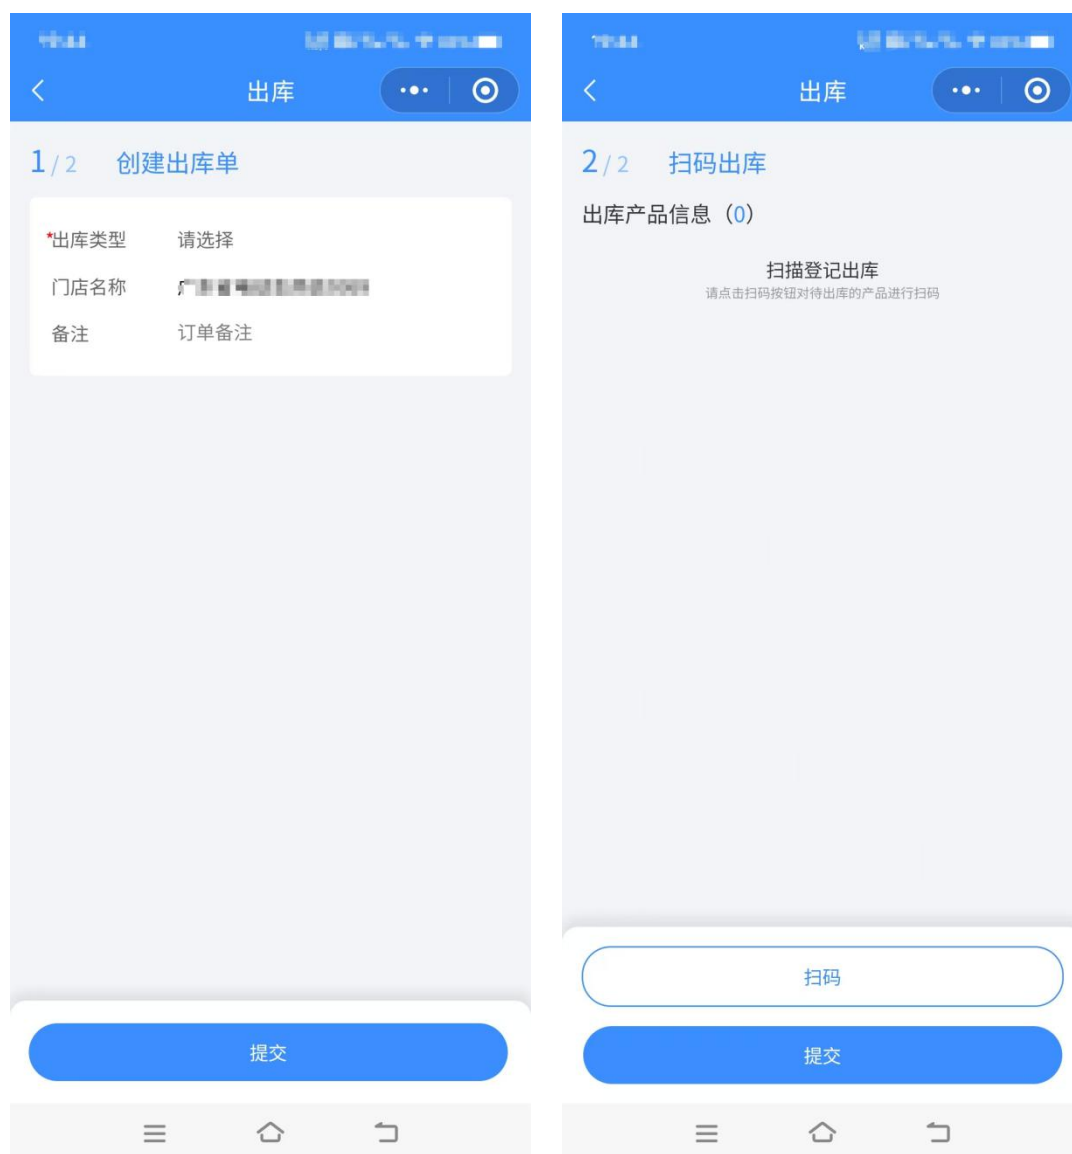 出库
1/2 创建出库单
*出库类型 请选择
门店名称
备注 订单备注
提交
出库
2/2 扫码出库
出库产品信息（0）
扫描登记出库
请点击扫码按钮对待出库的产品进行扫码
扫码
提交